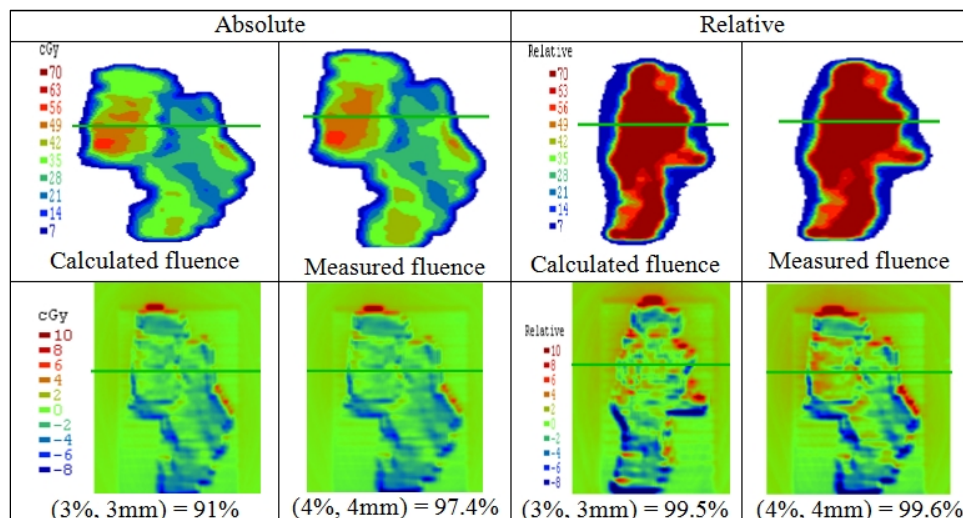 Absolute
Relative
cGy
70
63
56
49
42
35
28
21
14
7
Calculated fluence
Measured fluence
Relative
70
63
56
49
42
35
28
21
14
7
Calculated fluence
Measured fluence
cGy
10
8
6
4
2
0
-2
-4
-6
-8
(3%, 3mm) = 91%
(4%, 4mm) = 97.4%
Relative
10
8
6
4
2
0
-2
-4
-6
-8
(3%, 3mm) = 99.5%
(4%, 4mm) = 99.6%